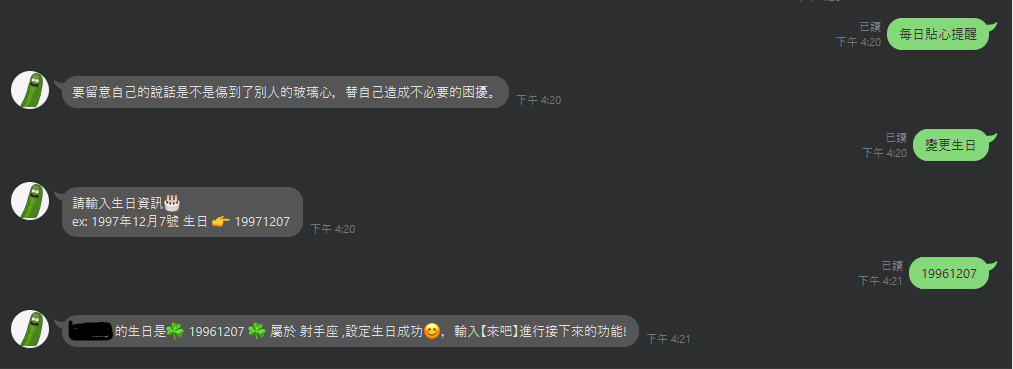 下午 4:20
已讀
下午 4:20
每日貼心提醒
要留意自己的說話是不是傷到了別人的玻璃心，替自己造成不必要的困擾。
下午 4:20
已讀
下午 4:20
變更生日
請輸入生日資訊🎂
ex: 1997年12月7號 生日 👉 19971207
下午 4:20
已讀
下午 4:21
19961207
的生日是☘ 19961207 ☘ 屬於 射手座 ,設定生日成功😊，輸入【來吧】進行接下來的功能!
下午 4:21